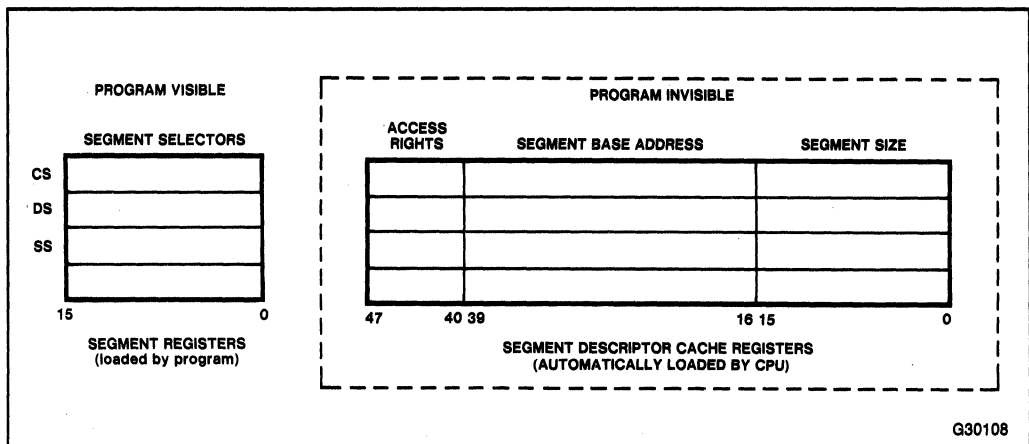 PROGRAM VISIBLE
SEGMENT SELECTORS
CS
DS
SS
15 0
SEGMENT REGISTERS
(loaded by program)
PROGRAM INVISIBLE
ACCESS
RIGHTS SEGMENT BASE ADDRESS SEGMENT SIZE
47 40 39 16 15 0
SEGMENT DESCRIPTOR CACHE REGISTERS
(AUTOMATICALLY LOADED BY CPU)
G30108